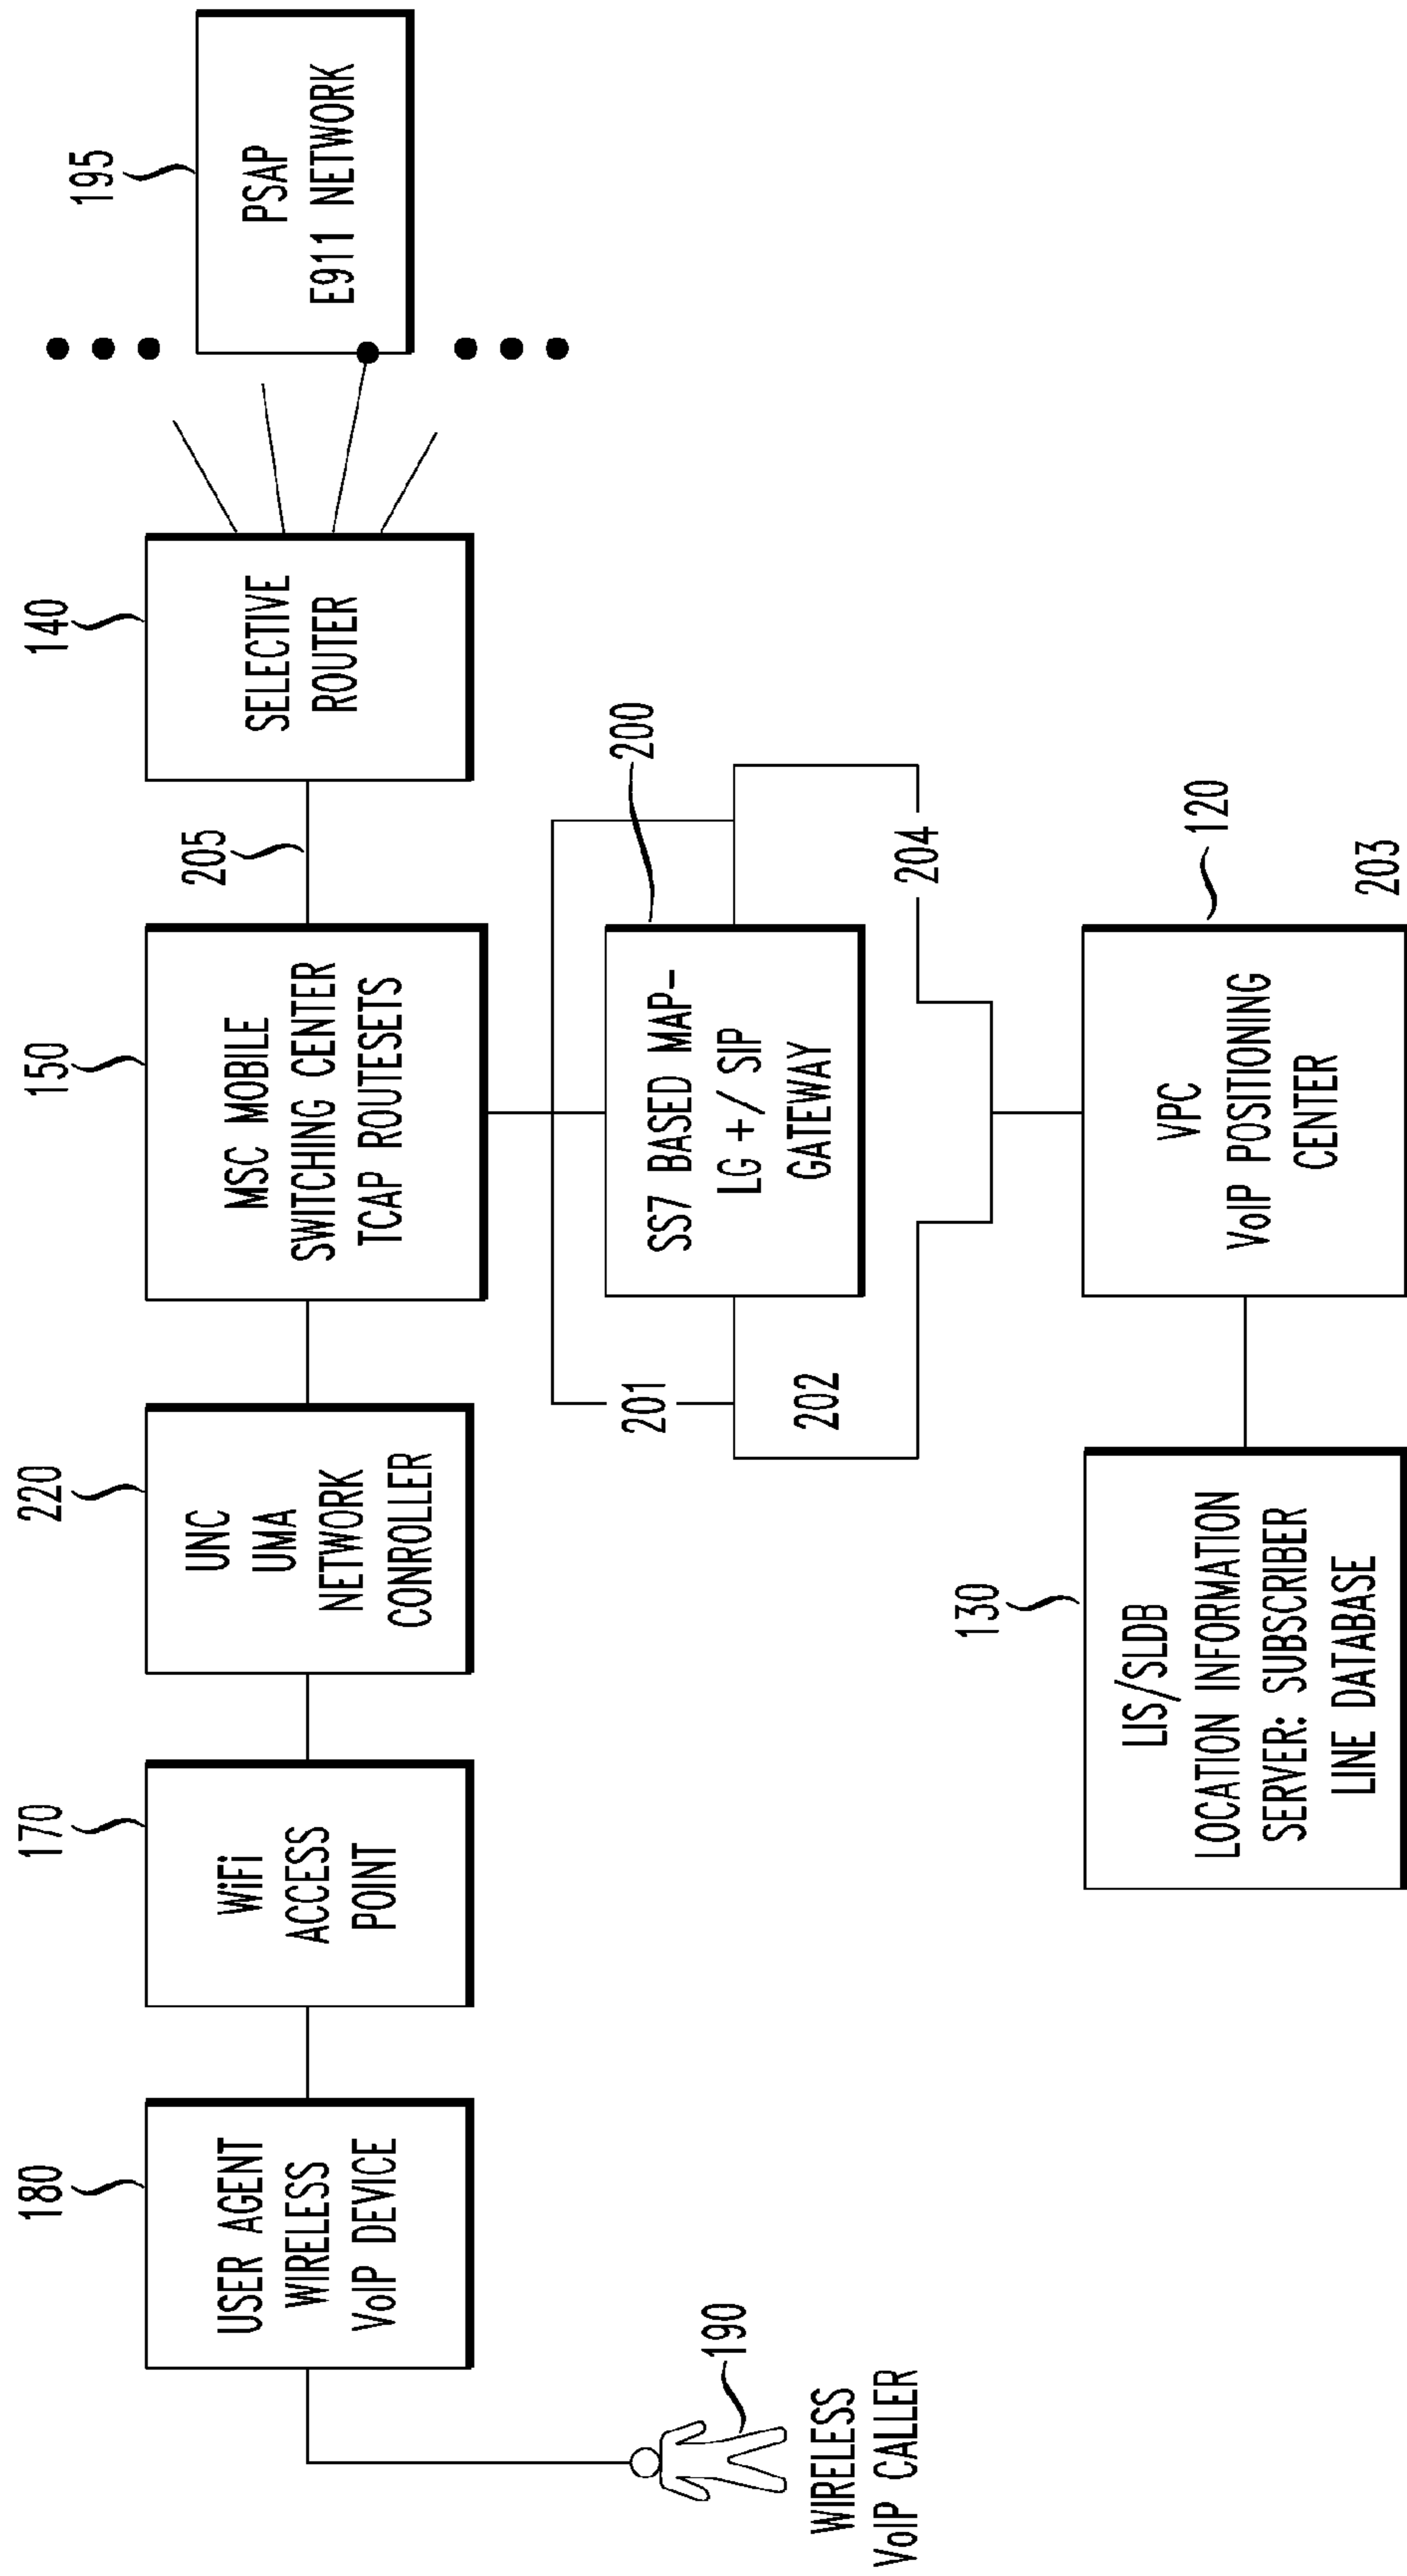 180
USER AGENT
WIRELESS
VoIP DEVICE
170
WiFi
ACCESS
POINT
220
UNC
UMA
NETWORK
CONROLLER
150
MSC MOBILE
SWITCHING CENTER
TCAP ROUTESETS
205
140
SELECTIVE
ROUTER
195
PSAP
E911 NETWORK
190
WIRELESS
VoIP CALLER
201
202
SS7 BASED MAP-
LG +/ SIP
GATEWAY
200
204
130
LIS/SLDB
LOCATION INFORMATION
SERVER: SUBSCRIBER
LINE DATABASE
VPC
VoIP POSITIONING
CENTER
120
203